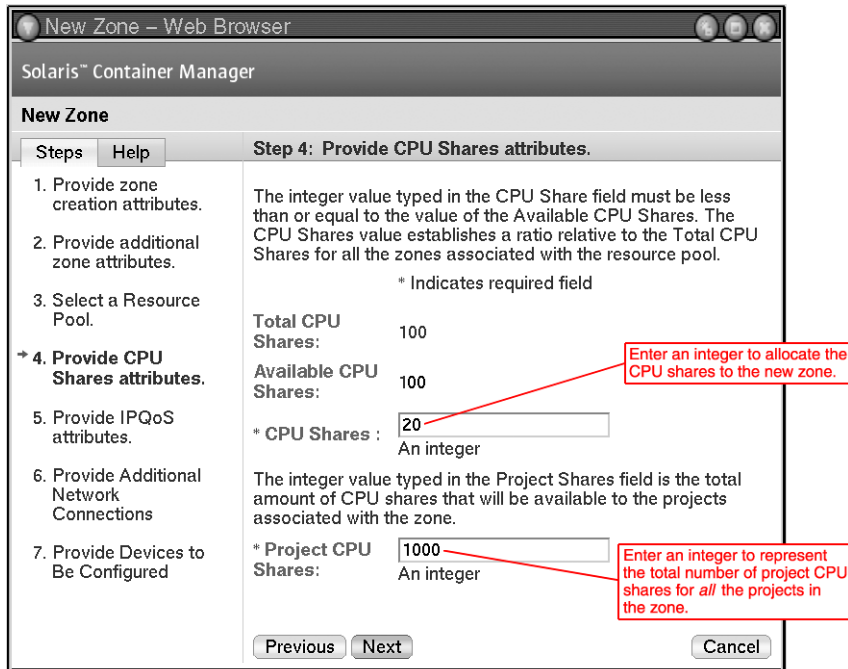 New Zone – Web Browser
Solaris™ Container Manager
New Zone
Steps
Help
1. Provide zone
creation attributes.
2. Provide additional
zone attributes.
3. Select a Resource
Pool.
4. Provide CPU
Shares attributes.
5. Provide IPQoS
attributes.
6. Provide Additional
Network
Connections
7. Provide Devices to
Be Configured
Step 4: Provide CPU Shares attributes.
The integer value typed in the CPU Share field must be less
than or equal to the value of the Available CPU Shares. The
CPU Shares value establishes a ratio relative to the Total CPU
Shares for all the zones associated with the resource pool.
* Indicates required field
Total CPU
Shares:
100
Available CPU
Shares:
100
* CPU Shares :
20
An integer
Enter an integer to allocate the
CPU shares to the new zone.
The integer value typed in the Project Shares field is the total
amount of CPU shares that will be available to the projects
associated with the zone.
* Project CPU
Shares:
1000
An integer
Enter an integer to represent
the total number of project CPU
shares for all the projects in
the zone.
Previous
Next
Cancel